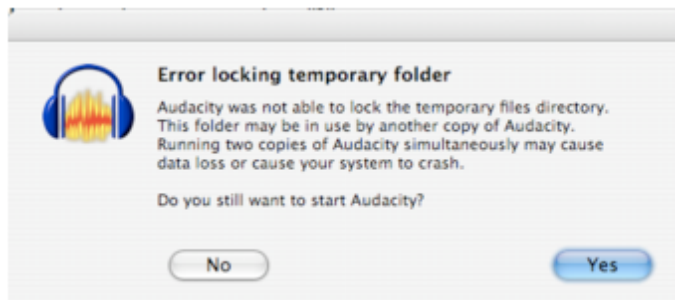 Error locking temporary folder
Audacity was not able to lock the temporary files directory.
This folder may be in use by another copy of Audacity.
Running two copies of Audacity simultaneously may cause
data loss or cause your system to crash.
Do you still want to start Audacity?
No
Yes